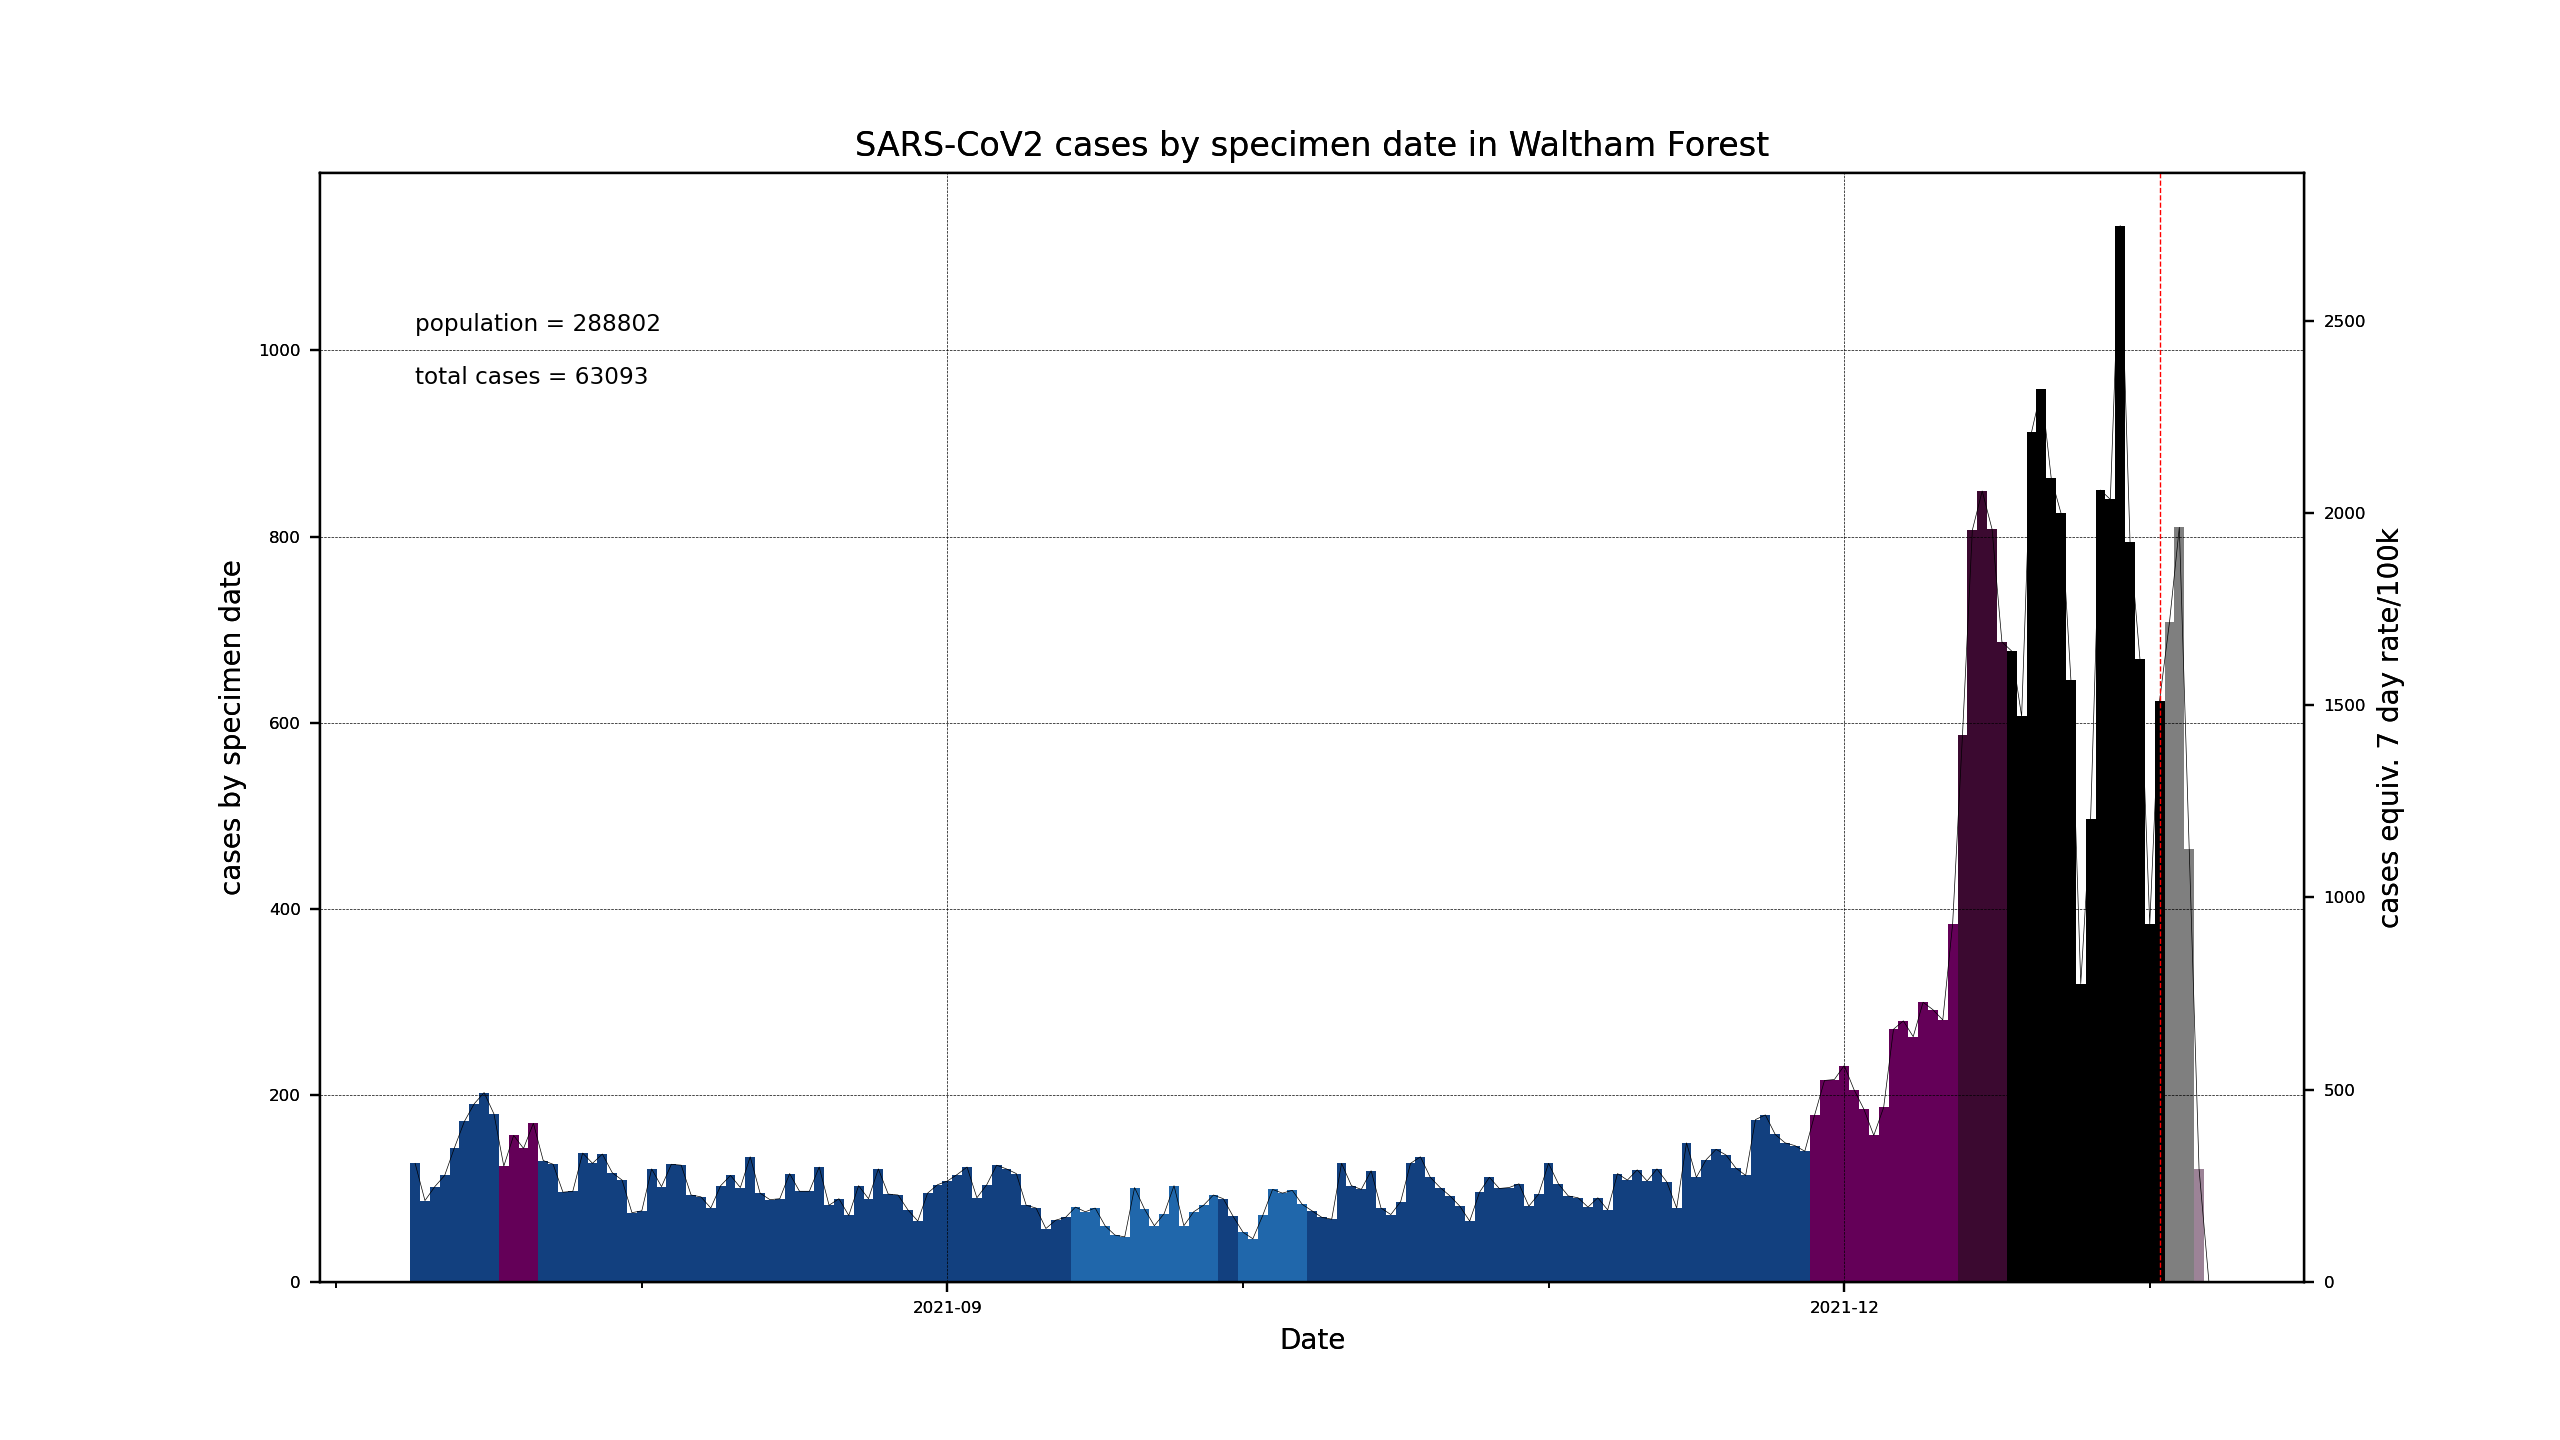 SARS-CoV2 cases by specimen date in Waltham Forest
population = 288802
total cases = 63093
cases by specimen date
1000
800
600
400
200
0
2500
2000
1500
1000
500
0
cases equiv. 7 day rate/100k
2021-09
2021-12
Date